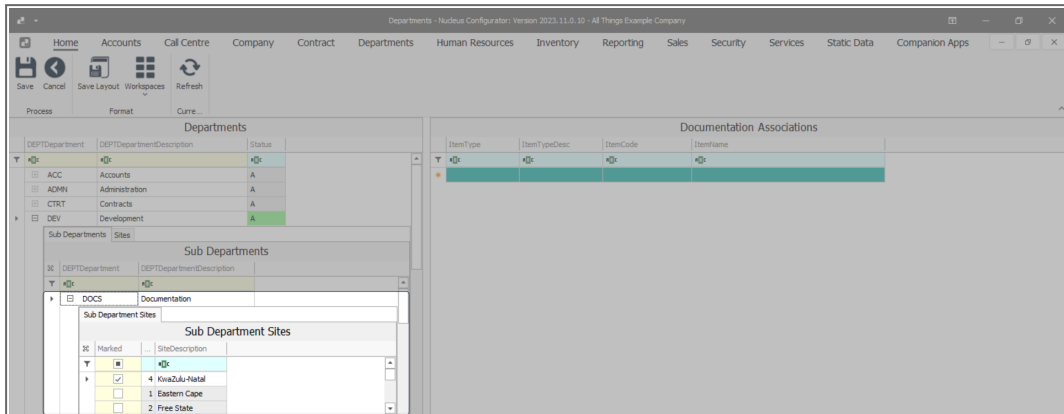 Departments - Nucleus Configurator: Version 2023.11.0.10 - All Things Example Company
Home Accounts Call Centre Company Contract Departments Human Resources Inventory Reporting Sales Security Services Static Data Companion Apps
Save Cancel Save Layout Workspaces Refresh
Process Format Curre...
Departments
DEPTDepartment DEPTDepartmentDescription Status
ACC Accounts A
ADMN Administration A
CTRT Contracts A
DEV Development A
Sub Departments Sites
Sub Departments
DEPTDepartment DEPTDepartmentDescription
DOCS Documentation
Sub Department Sites
Sub Department Sites
Marked ... SiteDescription
4 KwaZulu-Natal
1 Eastern Cape
2 Free State
Documentation Associations
ItemType ItemTypeDesc ItemCode ItemName